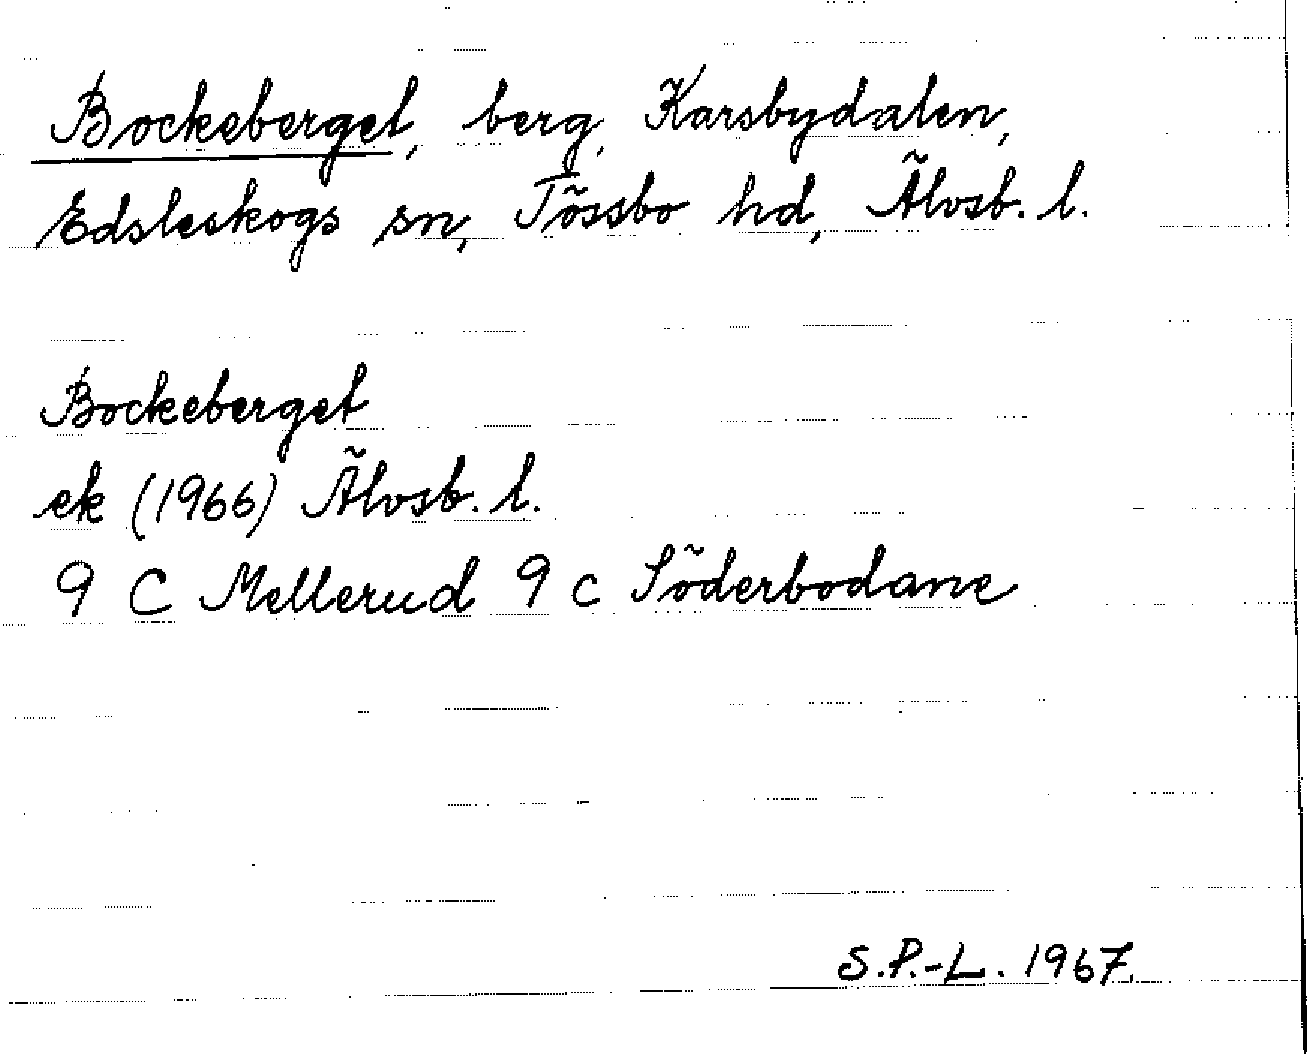 Bockeberget, berg, Karsbydalen,
Edsleskogs sn, Tössbo hd, Älvsb. l.
Bockeberget
ek (1966) Älvsb. l.
9 C Mellerud 9 c Söderbodane
S.P.-L. 1967.